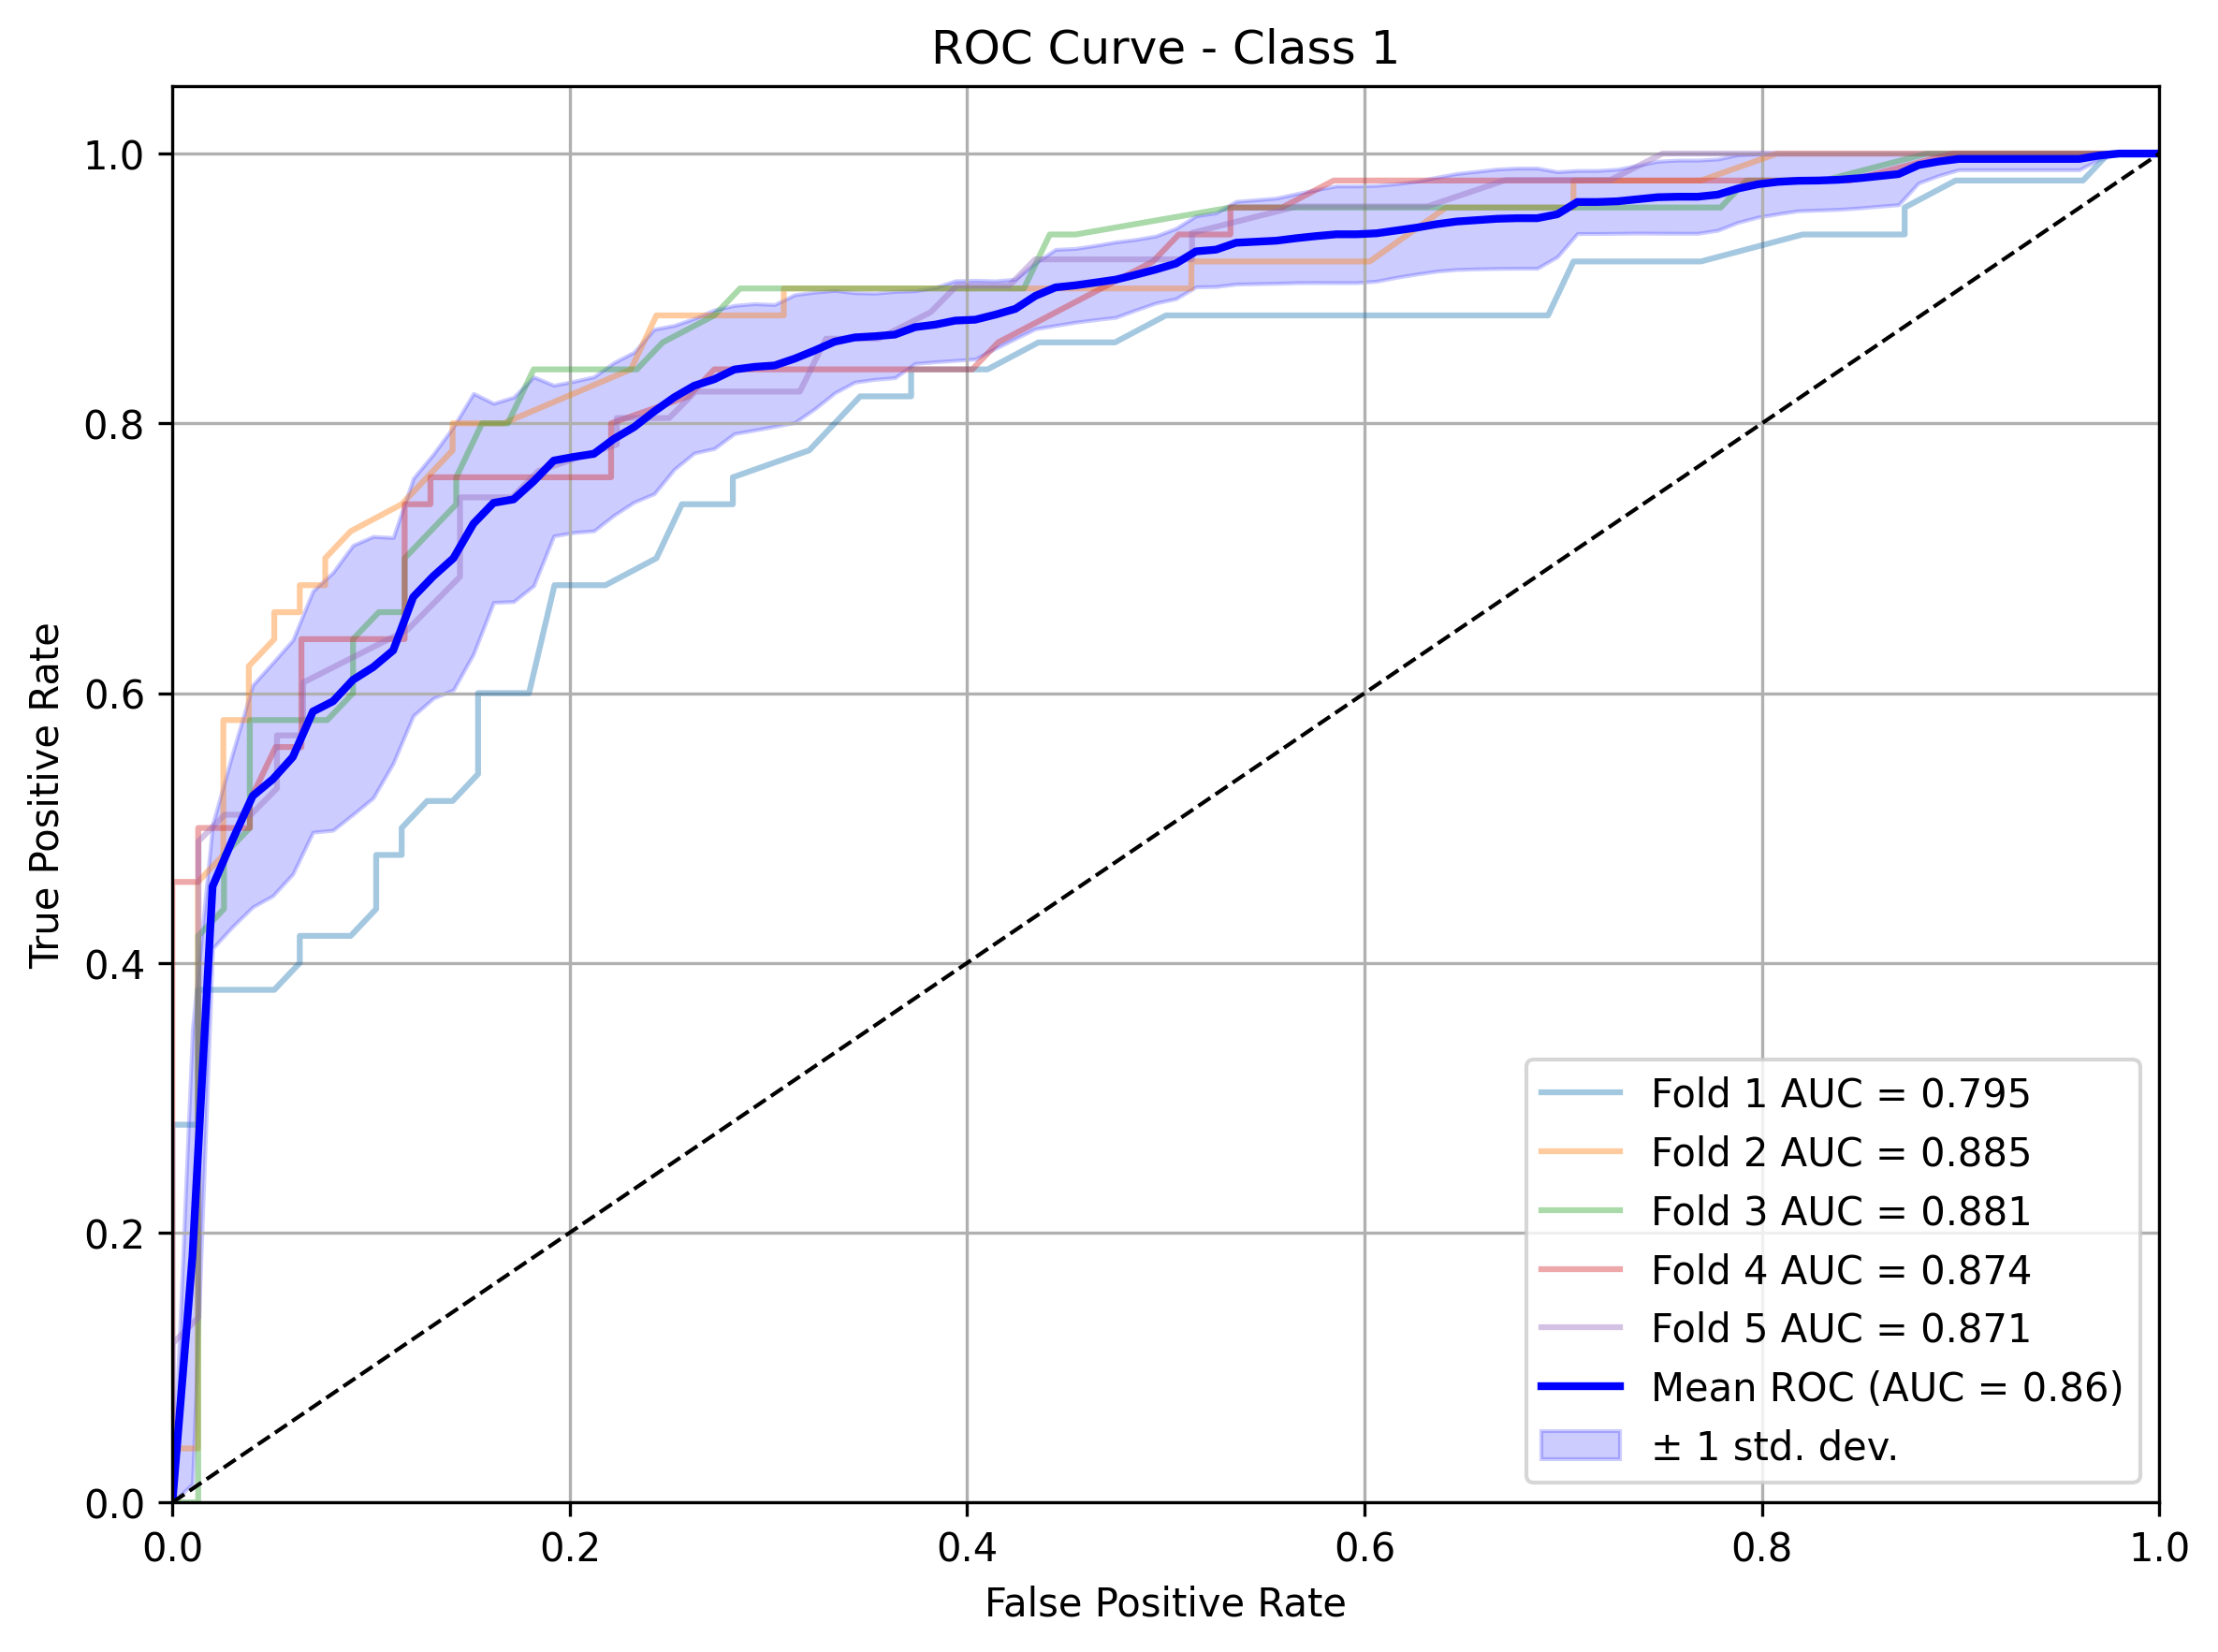 ROC Curve - Class 1
True Positive Rate
1.0
0.8
0.6
0.4
0.2
0.0
0.0 0.2 0.4 0.6 0.8 1.0
False Positive Rate
Fold 1 AUC = 0.795
Fold 2 AUC = 0.885
Fold 3 AUC = 0.881
Fold 4 AUC = 0.874
Fold 5 AUC = 0.871
Mean ROC (AUC = 0.86)
± 1 std. dev.